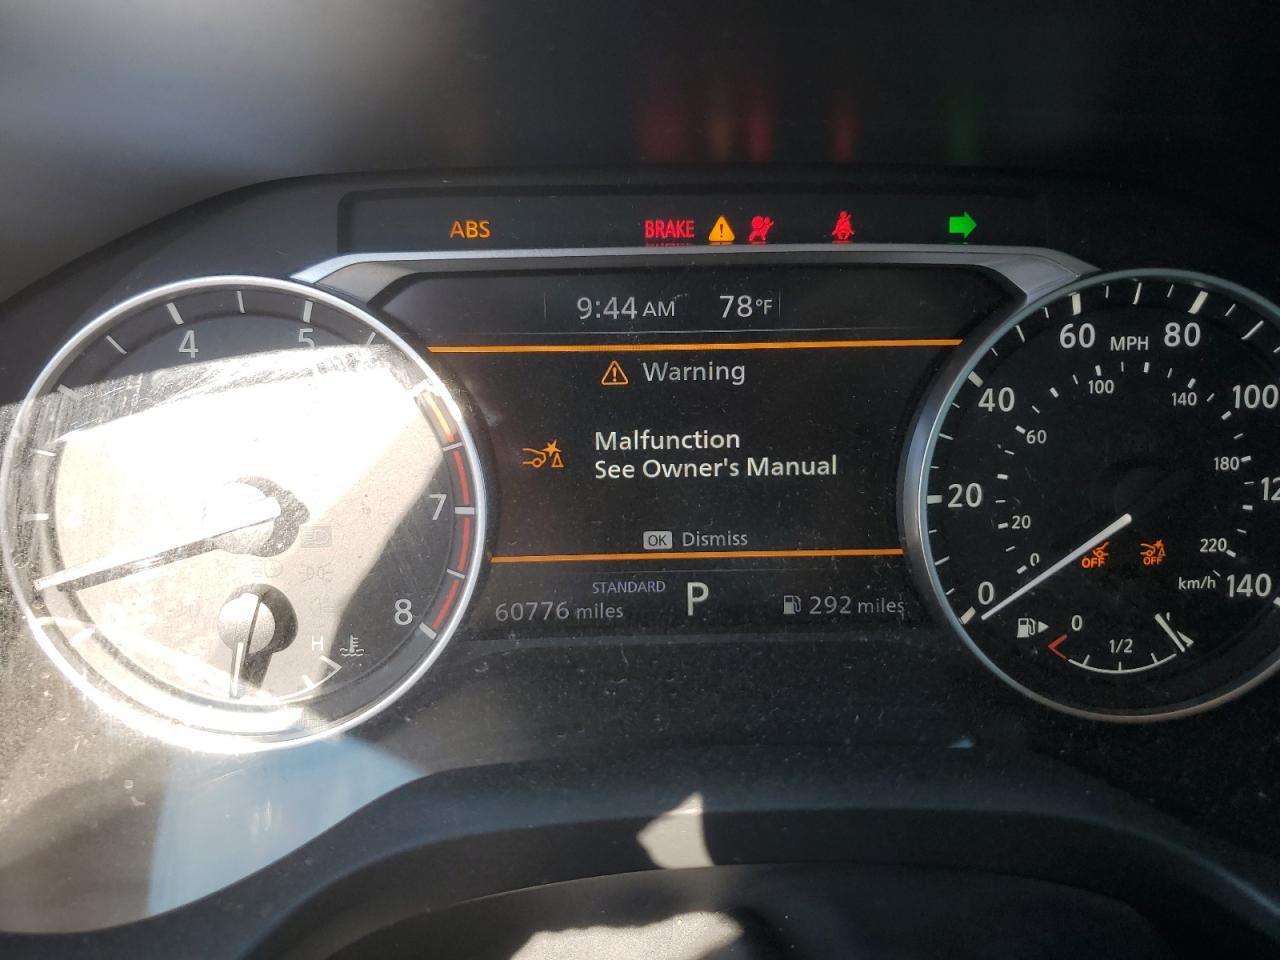 ABS
BRAKE
9:44 AM 78°F
Warning
Malfunction
See Owner's Manual
OK Dismiss
STANDARD
P
60776 miles
292 miles
4
5
7
8
H
60 MPH 80
100 140
40 100
60
180
20
20
220
0
0
km/h 140
OFF OFF
0
1/2